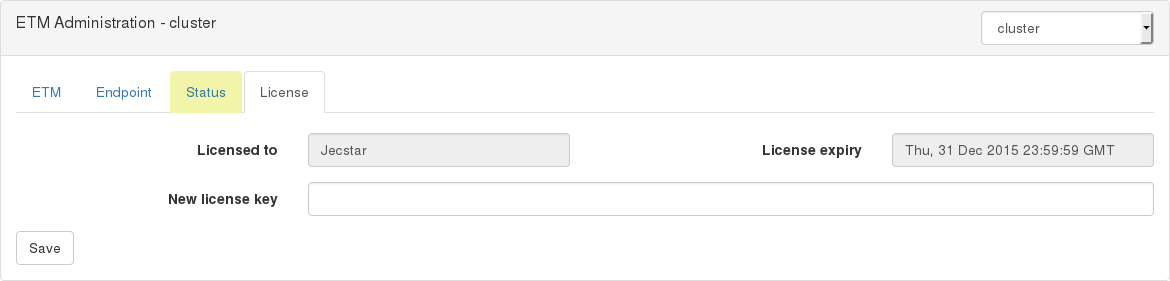 ETM Administration - cluster
cluster
ETM Endpoint Status License
Licensed to Jecstar License expiry Thu, 31 Dec 2015 23:59:59 GMT
New license key
Save